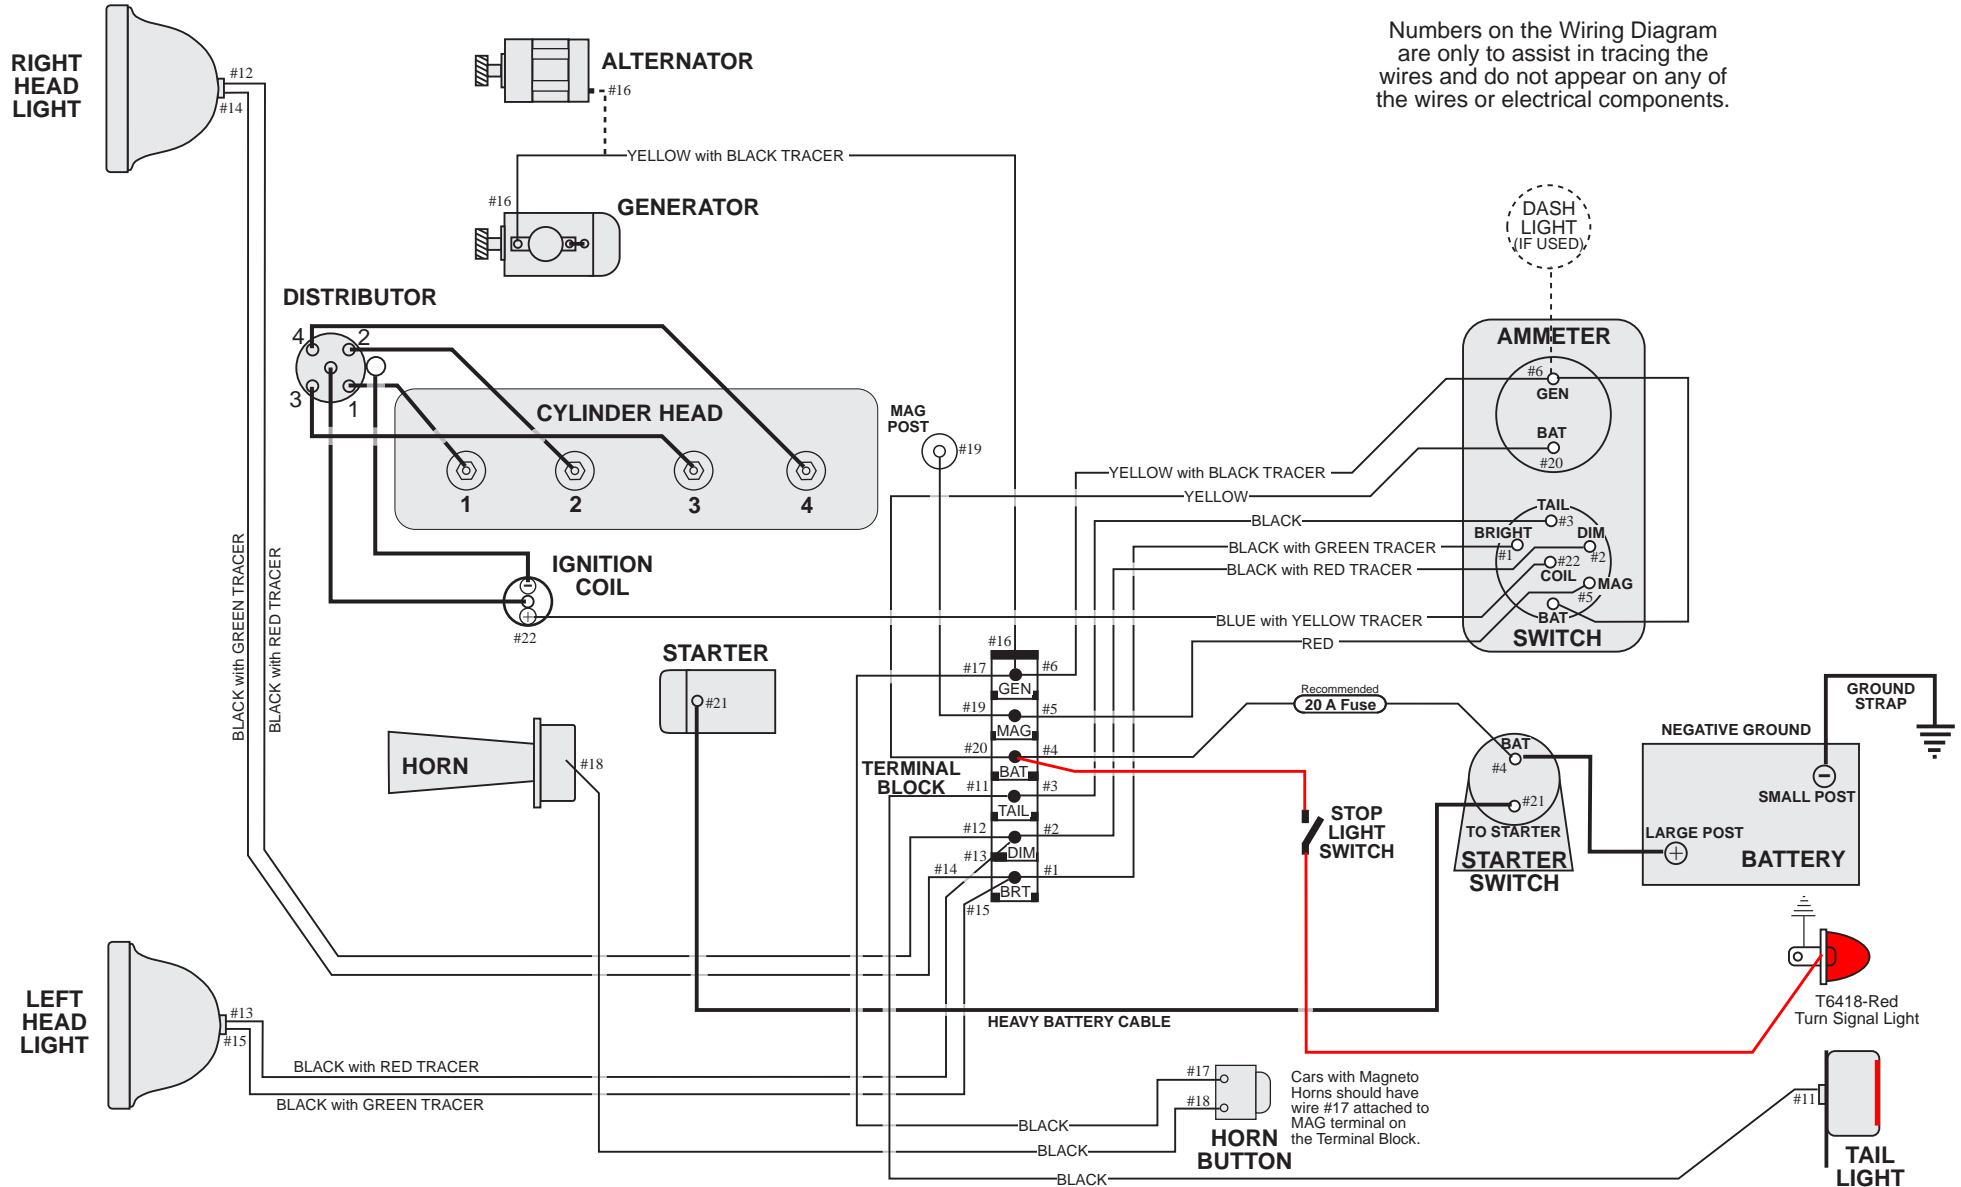 Numbers on the Wiring Diagram
are only to assist in tracing the
wires and do not appear on any of
the wires or electrical components.
RIGHT
HEAD
LIGHT
#12
#14
ALTERNATOR
#16
YELLOW with BLACK TRACER
#16
GENERATOR
DASH
LIGHT
(IF USED)
DISTRIBUTOR
4
2
3
1
CYLINDER HEAD
1
2
3
4
MAG
POST
#19
AMMETER
#6
GEN
BAT
#20
YELLOW with BLACK TRACER
YELLOW
BLACK
BLACK with GREEN TRACER
BLACK with RED TRACER
BLUE with YELLOW TRACER
RED
TAIL
#3
BRIGHT
#1
DIM
#2
#22
COIL
MAG
#5
BAT
SWITCH
BLACK with GREEN TRACER
BLACK with RED TRACER
IGNITION
COIL
#22
STARTER
#21
HORN
#18
TERMINAL
BLOCK
#16
#17
#6
GEN
#19
#5
MAG
#20
#4
BAT
#11
#3
TAIL
#12
#2
#13
DIM
#14
#1
BRT
#15
Recommended
20 A Fuse
STOP
LIGHT
SWITCH
BAT
#4
#21
TO STARTER
STARTER
SWITCH
GROUND
STRAP
NEGATIVE GROUND
SMALL POST
LARGE POST
BATTERY
T6418-Red
Turn Signal Light
LEFT
HEAD
LIGHT
#13
#15
BLACK with RED TRACER
BLACK with GREEN TRACER
HEAVY BATTERY CABLE
#17
#18
HORN
BUTTON
Cars with Magneto
Horns should have
wire #17 attached to
MAG terminal on
the Terminal Block.
BLACK
BLACK
BLACK
#11
TAIL
LIGHT